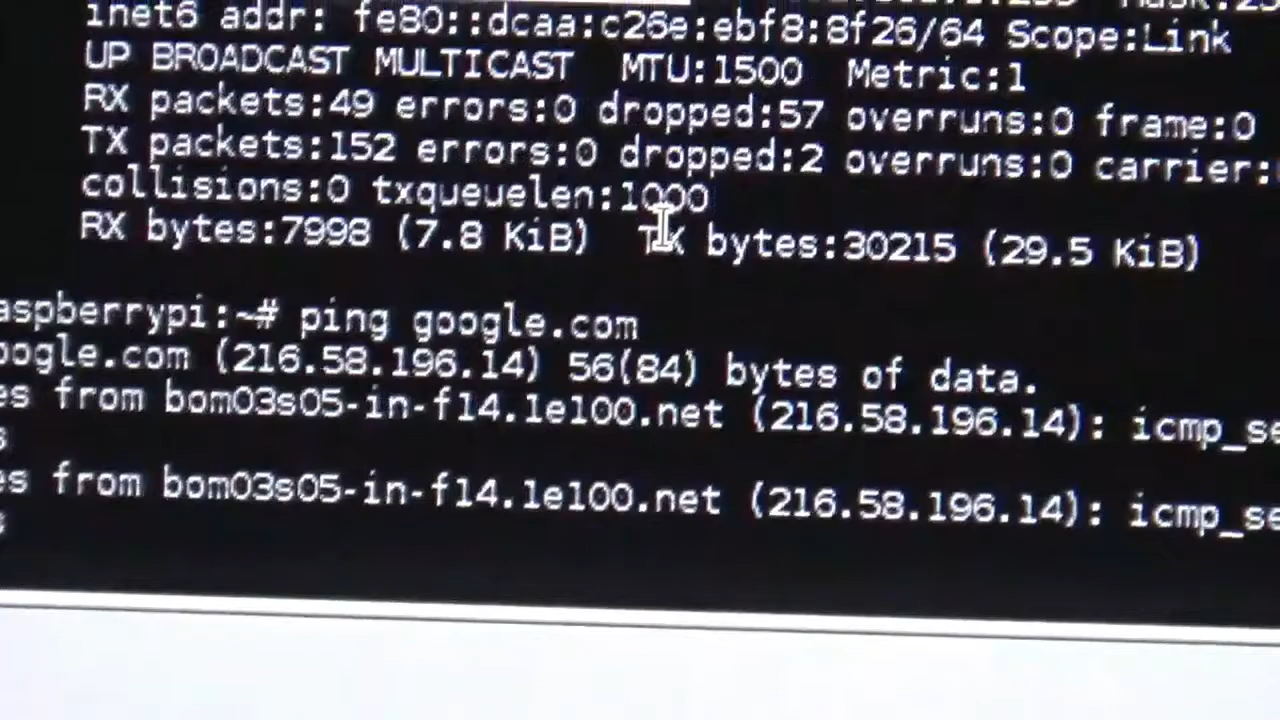 inet6 addr: fe80::dcaa:c26e:ebf8:8f26/64 Scope:Link
UP BROADCAST MULTICAST MTU:1500 Metric:1
RX packets:49 errors:0 dropped:57 overruns:0 frame:0
TX packets:152 errors:0 dropped:2 overruns:0 carrier:
collisions:0 txqueuelen:1000
RX bytes:7998 (7.8 KiB) TX bytes:30215 (29.5 KiB)
aspberrypi:~# ping google.com
oogle.com (216.58.196.14) 56(84) bytes of data.
es from bom03s05-in-f14.1e100.net (216.58.196.14): icmp_se
s
es from bom03s05-in-f14.1e100.net (216.58.196.14): icmp_se
s